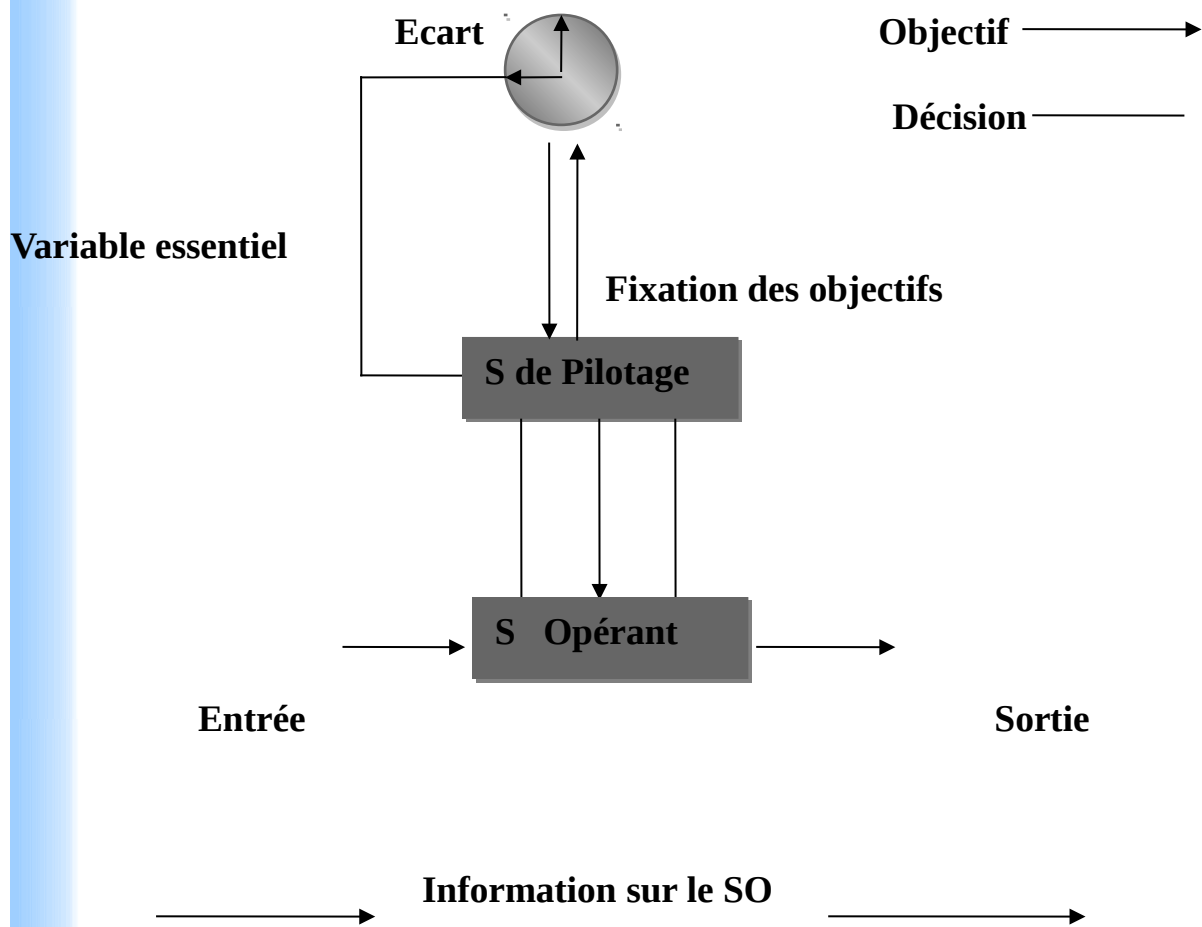 Ecart
Objectif
Décision
Variable essentiel
Fixation des objectifs
S de Pilotage
S Opérant
Entrée
Sortie
Information sur le SO